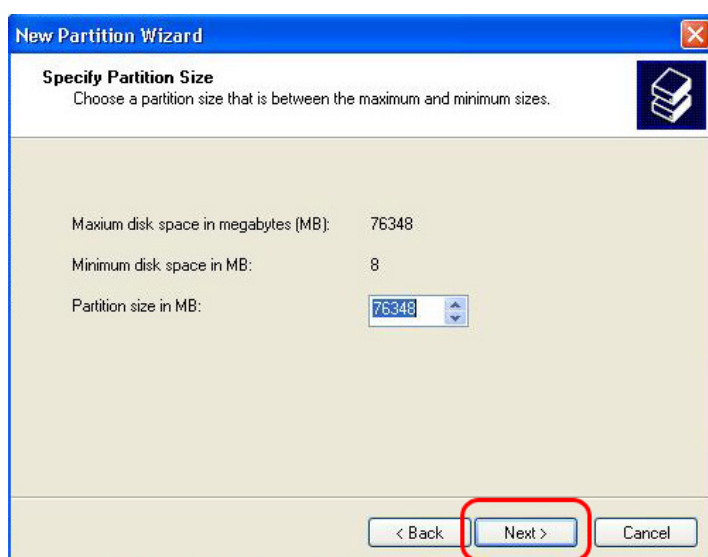 New Partition Wizard
Specify Partition Size
Choose a partition size that is between the maximum and minimum sizes.
Maxium disk space in megabytes (MB): 76348
Minimum disk space in MB: 8
Partition size in MB: 76348
< Back Next > Cancel